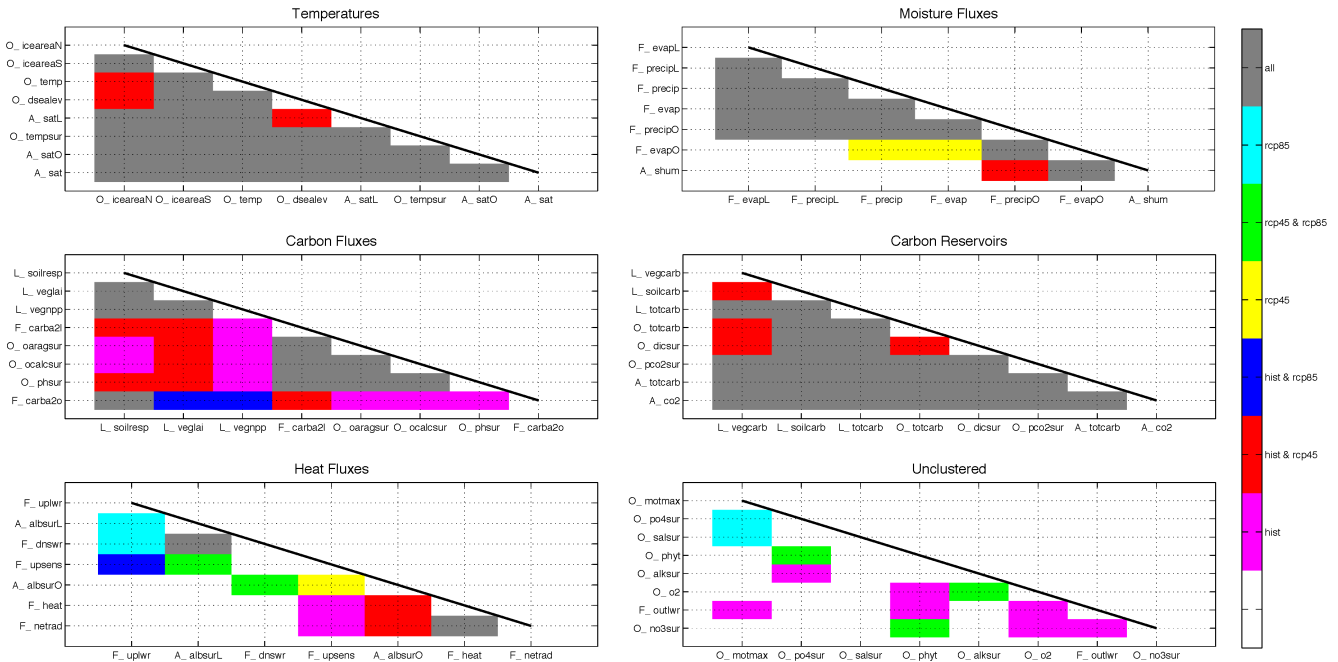 Temperatures
O_ iceareaN
O_ iceareaS
O_ temp
O_ dsealev
A_ satL
O_ tempsur
A_ satO
A_ sat
O_ iceareaN O_ iceareaS O_ temp O_ dsealev A_ satL O_ tempsur A_ satO A_ sat
Moisture Fluxes
F_ evapL
F_ precipL
F_ precip
F_ evap
F_ precipO
F_ evapO
A_ shum
F_ evapL F_ precipL F_ precip F_ evap F_ precipO F_ evapO A_ shum
Carbon Fluxes
L_ soilresp
L_ veglai
L_ vegnpp
F_ carba2l
O_ oaragsur
O_ ocalcsur
O_ phsur
F_ carba2o
L_ soilresp L_ veglai L_ vegnpp F_ carba2l O_ oaragsur O_ ocalcsur O_ phsur F_ carba2o
Carbon Reservoirs
L_ vegcarb
L_ soilcarb
L_ totcarb
O_ totcarb
O_ dicsur
O_ pco2sur
A_ totcarb
A_ co2
L_ vegcarb L_ soilcarb L_ totcarb O_ totcarb O_ dicsur O_ pco2sur A_ totcarb A_ co2
Heat Fluxes
F_ uplwr
A_ albsurL
F_ dnswr
F_ upsens
A_ albsurO
F_ heat
F_ netrad
F_ uplwr A_ albsurL F_ dnswr F_ upsens A_ albsurO F_ heat F_ netrad
Unclustered
O_ motmax
O_ po4sur
O_ salsur
O_ phyt
O_ alksur
O_ o2
F_ outlwr
O_ no3sur
O_ motmax O_ po4sur O_ salsur O_ phyt O_ alksur O_ o2 F_ outlwr O_ no3sur
all
rcp85
rcp45 & rcp85
rcp45
hist & rcp85
hist & rcp45
hist